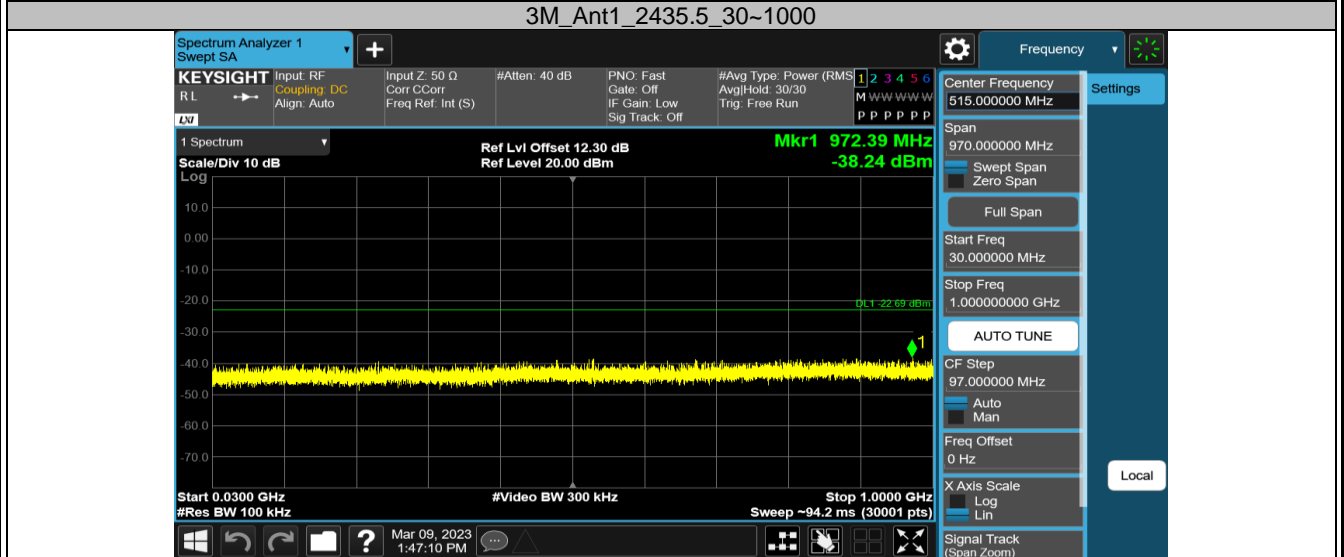 3M_Ant1_2435.5_30~1000
Spectrum Analyzer 1
Swept SA
Frequency
KEYSIGHT
R L
LXI
Input: RF
Coupling: DC
Align: Auto
Input Z: 50 Ω
Corr CCorr
Freq Ref: Int (S)
#Atten: 40 dB
PNO: Fast
Gate: Off
IF Gain: Low
Sig Track: Off
#Avg Type: Power (RMS
Avg|Hold: 30/30
Trig: Free Run
1 2 3 4 5 6
M W W W W W
P P P P P P
1 Spectrum
Scale/Div 10 dB
Ref Lvl Offset 12.30 dB
Ref Level 20.00 dBm
Mkr1 972.39 MHz
-38.24 dBm
Log
10.0
0.00
-10.0
-20.0
-30.0
-40.0
-50.0
-60.0
-70.0
DL1 -22.69 dBm
1
Start 0.0300 GHz
#Res BW 100 kHz
#Video BW 300 kHz
Stop 1.0000 GHz
Sweep ~94.2 ms (30001 pts)
Center Frequency
515.000000 MHz
Span
970.000000 MHz
Swept Span
Zero Span
Full Span
Start Freq
30.000000 MHz
Stop Freq
1.000000000 GHz
AUTO TUNE
CF Step
97.000000 MHz
Auto
Man
Freq Offset
0 Hz
X Axis Scale
Log
Lin
Signal Track
(Span Zoom)
Settings
Local
?
Mar 09, 2023
1:47:10 PM